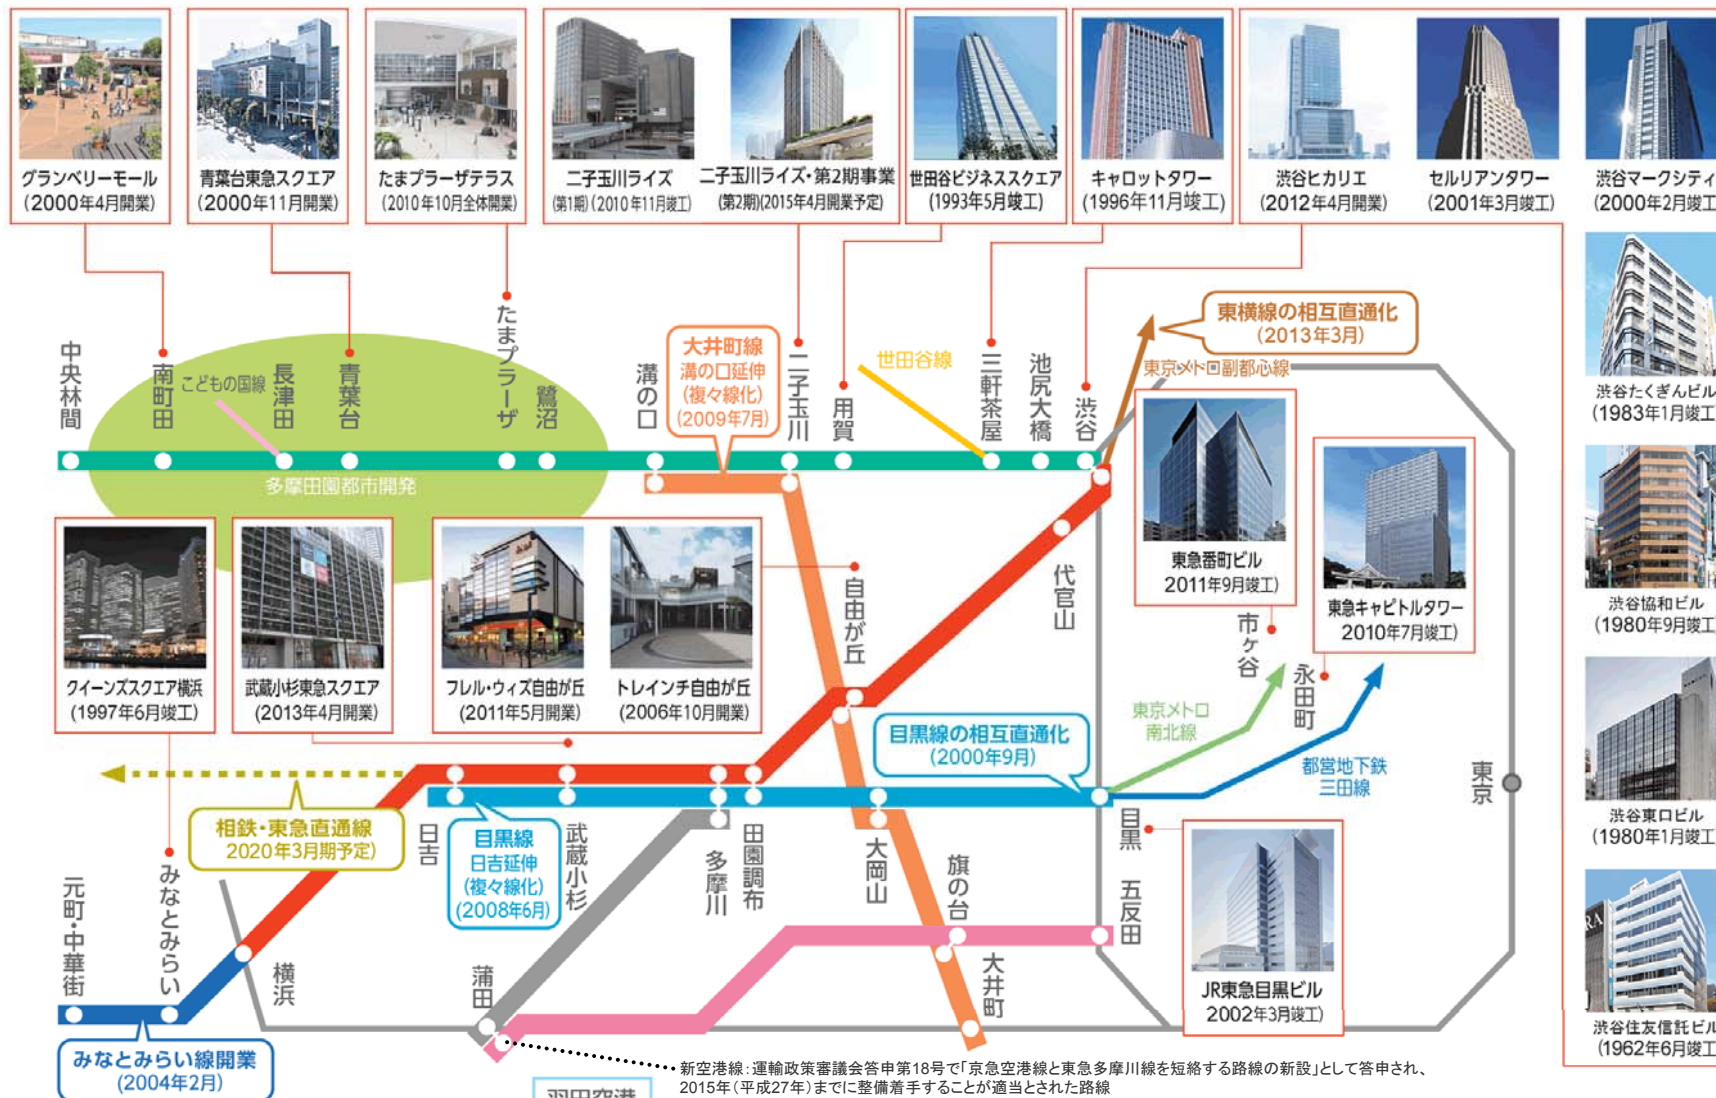 グランベリーモール
(2000年4月開業)
青葉台東急スクエア
(2000年11月開業)
たまプラーザテラス
(2010年10月全体開業)
二子玉川ライズ
(第1期)(2010年11月竣工)
二子玉川ライズ・第2期事業
(第2期)(2015年4月開業予定)
世田谷ビジネススクエア
(1993年5月竣工)
キャロットタワー
(1996年11月竣工)
渋谷ヒカリエ
(2012年4月開業)
セルリアンタワー
(2001年3月竣工)
渋谷マークシティ
(2000年2月竣工
渋谷たくぎんビル
(1983年1月竣工
渋谷協和ビル
(1980年9月竣工
渋谷東口ビル
(1980年1月竣工
渋谷住友信託ビル
(1962年6月竣工
東横線の相互直通化
(2013年3月)
東京メトロ副都心線
大井町線
溝の口延伸
(複々線化)
(2009年7月)
世田谷線
こどもの国線
中央林間
南町田
長津田
青葉台
たまプラーザ
鷺沼
溝の口
二子玉川
用賀
三軒茶屋
池尻大橋
渋谷
多摩田園都市開発
クイーンズスクエア横浜
(1997年6月竣工)
武蔵小杉東急スクエア
(2013年4月開業)
フレル・ウィズ自由が丘
(2011年5月開業)
トレインチ自由が丘
(2006年10月開業)
自由が丘
代官山
東急番町ビル
2011年9月竣工)
東急キャピトルタワー
2010年7月竣工)
市ヶ谷
永田町
東京メトロ
南北線
都営地下鉄
三田線
目黒線の相互直通化
(2000年9月)
東京
相鉄・東急直通線
2020年3月期予定)
日吉
目黒線
日吉延伸
(複々線化)
(2008年6月)
武蔵小杉
多摩川
田園調布
大岡山
旗の台
目黒
五反田
JR東急目黒ビル
2002年3月竣工)
元町・中華街
みなとみらい
横浜
蒲田
大井町
みなとみらい線開業
(2004年2月)
新空港線:運輸政策審議会答申第18号で「京急空港線と東急多摩川線を短絡する路線の新設」として答申され、
2015年(平成27年)までに整備着手することが適当とされた路線
羽田空港